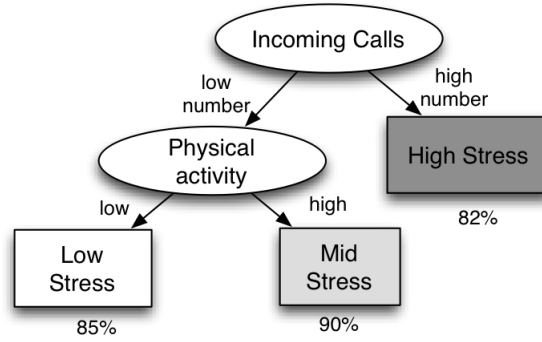 Incoming Calls
low
number
high
number
Physical
activity
High Stress
82%
low
high
Low
Stress
Mid
Stress
85%
90%